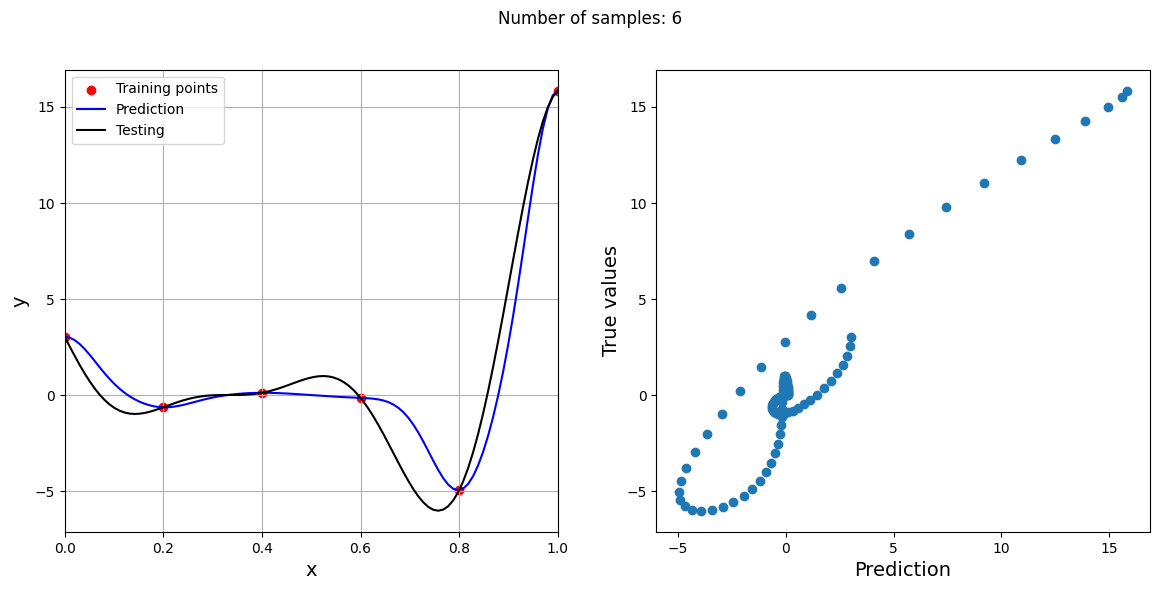 Number of samples: 6
Training points
Prediction
Testing
15
10
5
0
−5
y
0.0
0.2
0.4
0.6
0.8
1.0
x
15
10
5
0
−5
True values
−5
0
5
10
15
Prediction